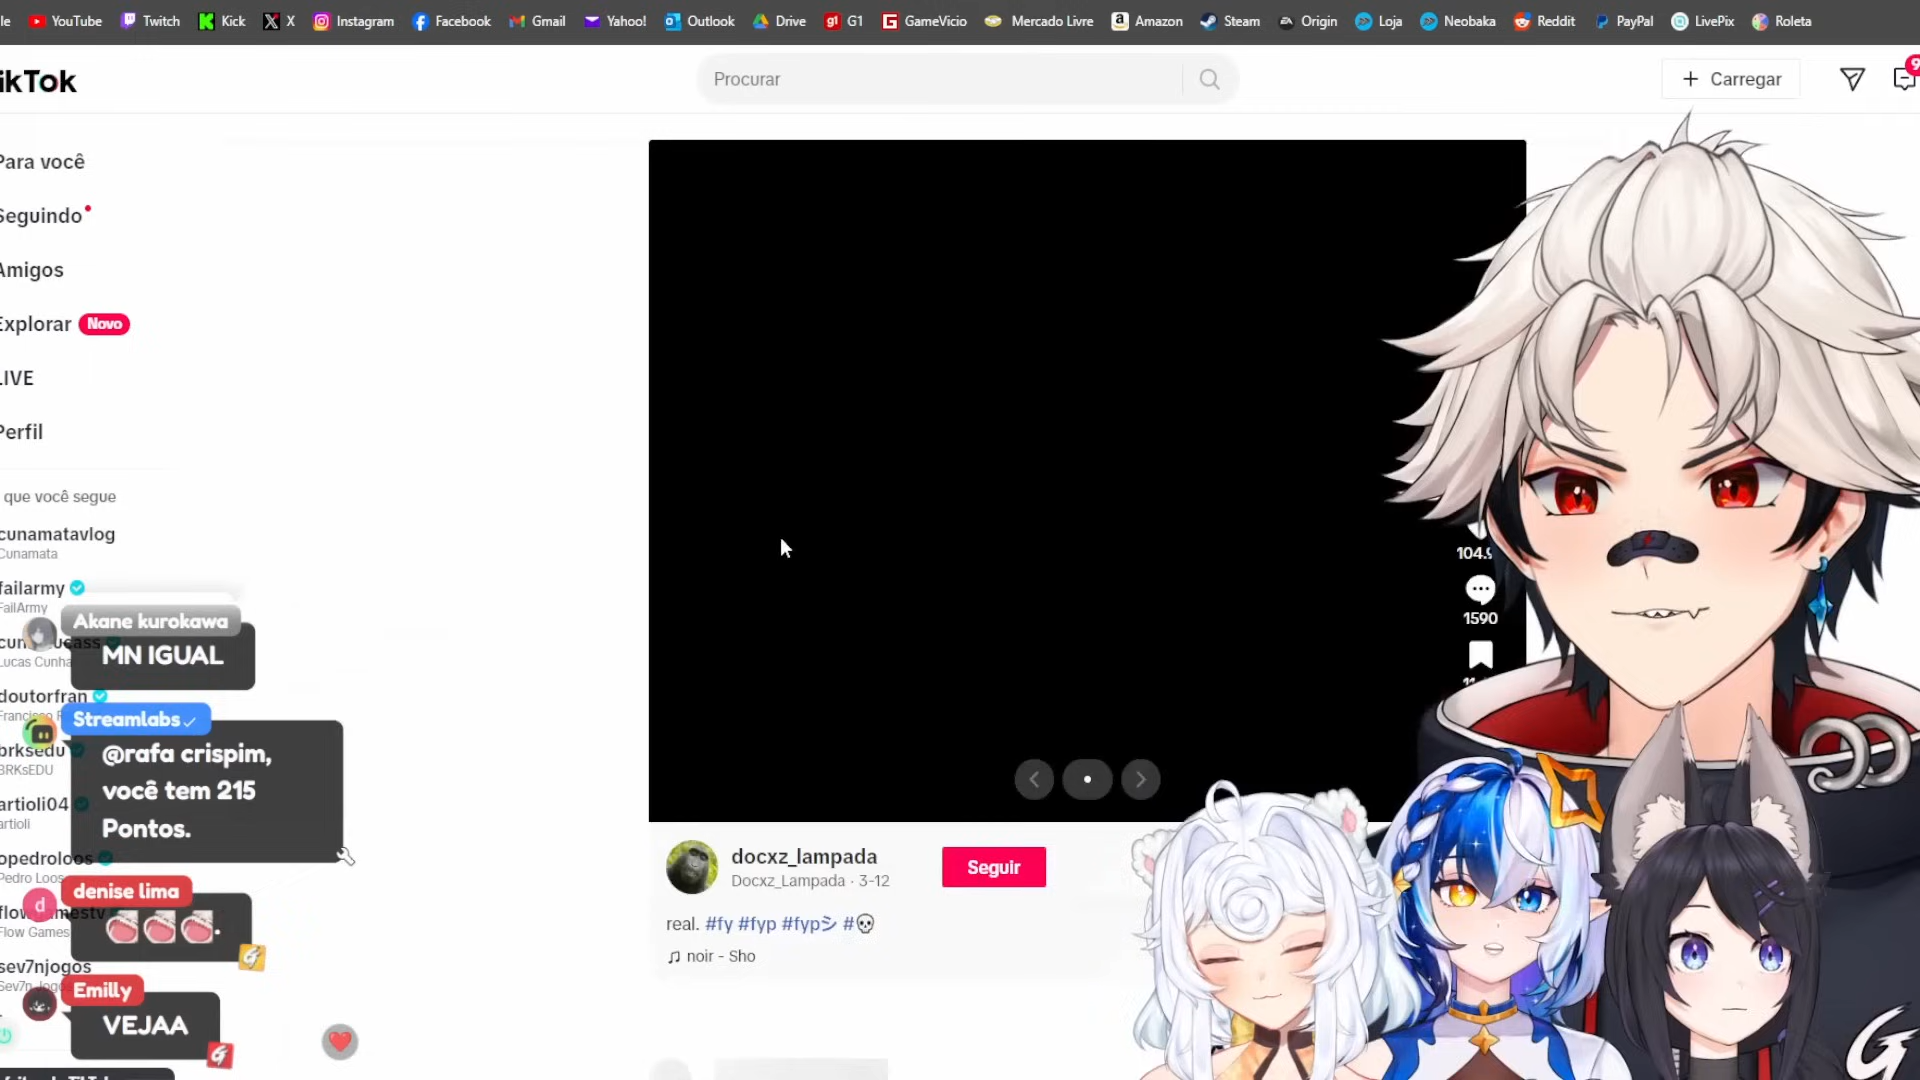 le YouTube Twitch Kick X Instagram Facebook Gmail Yahoo! Outlook Drive G1 GameVicio Mercado Livre Amazon Steam Origin Loja Neobaka Reddit PayPal LivePix Roleta
ikTok
Procurar
+ Carregar
9
Para você
Seguindo
Amigos
Explorar Novo
LIVE
Perfil
que você segue
cunamatavlog
Cunamata
failarmy
FailArmy
Lucas Cunha
doutorfran
brksedu
BRKsEDU
artioli04
artioli
opedroloos
Pedro Loos
Flow Games
sev7njogos
Akane kurokawa
MN IGUAL
Streamlabs✓
@rafa crispim,
você tem 215
Pontos.
d
denise lima
.
Emilly
VEJAA
104.9
1590
docxz_lampada
Docxz_Lampada · 3-12
Seguir
real. #fy #fyp #fypシ #💀
♫ noir - Sho